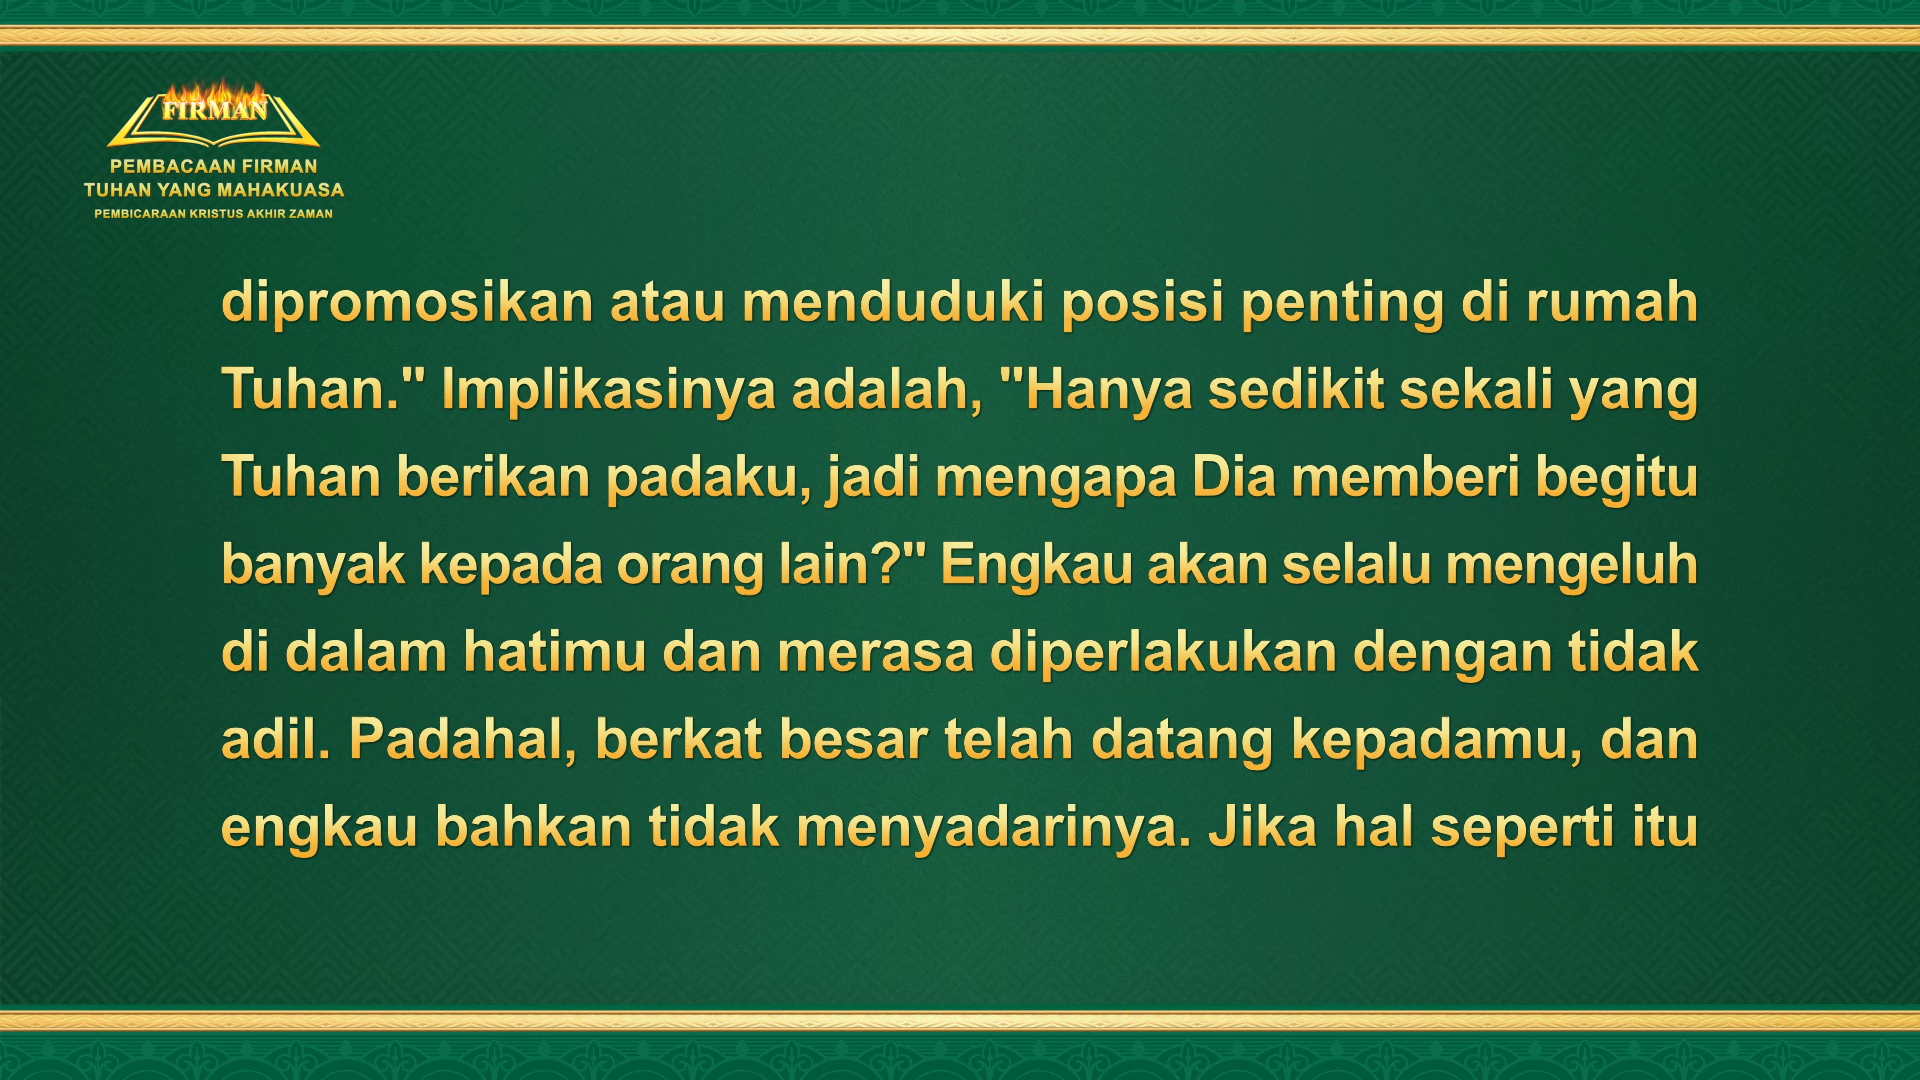 FIRMAN
PEMBACAAN FIRMAN
TUHAN YANG MAHAKUASA
PEMBICARAAN KRISTUS AKHIR ZAMAN
dipromosikan atau menduduki posisi penting di rumah
Tuhan." Implikasinya adalah, "Hanya sedikit sekali yang
Tuhan berikan padaku, jadi mengapa Dia memberi begitu
banyak kepada orang lain?" Engkau akan selalu mengeluh
di dalam hatimu dan merasa diperlakukan dengan tidak
adil. Padahal, berkat besar telah datang kepadamu, dan
engkau bahkan tidak menyadarinya. Jika hal seperti itu